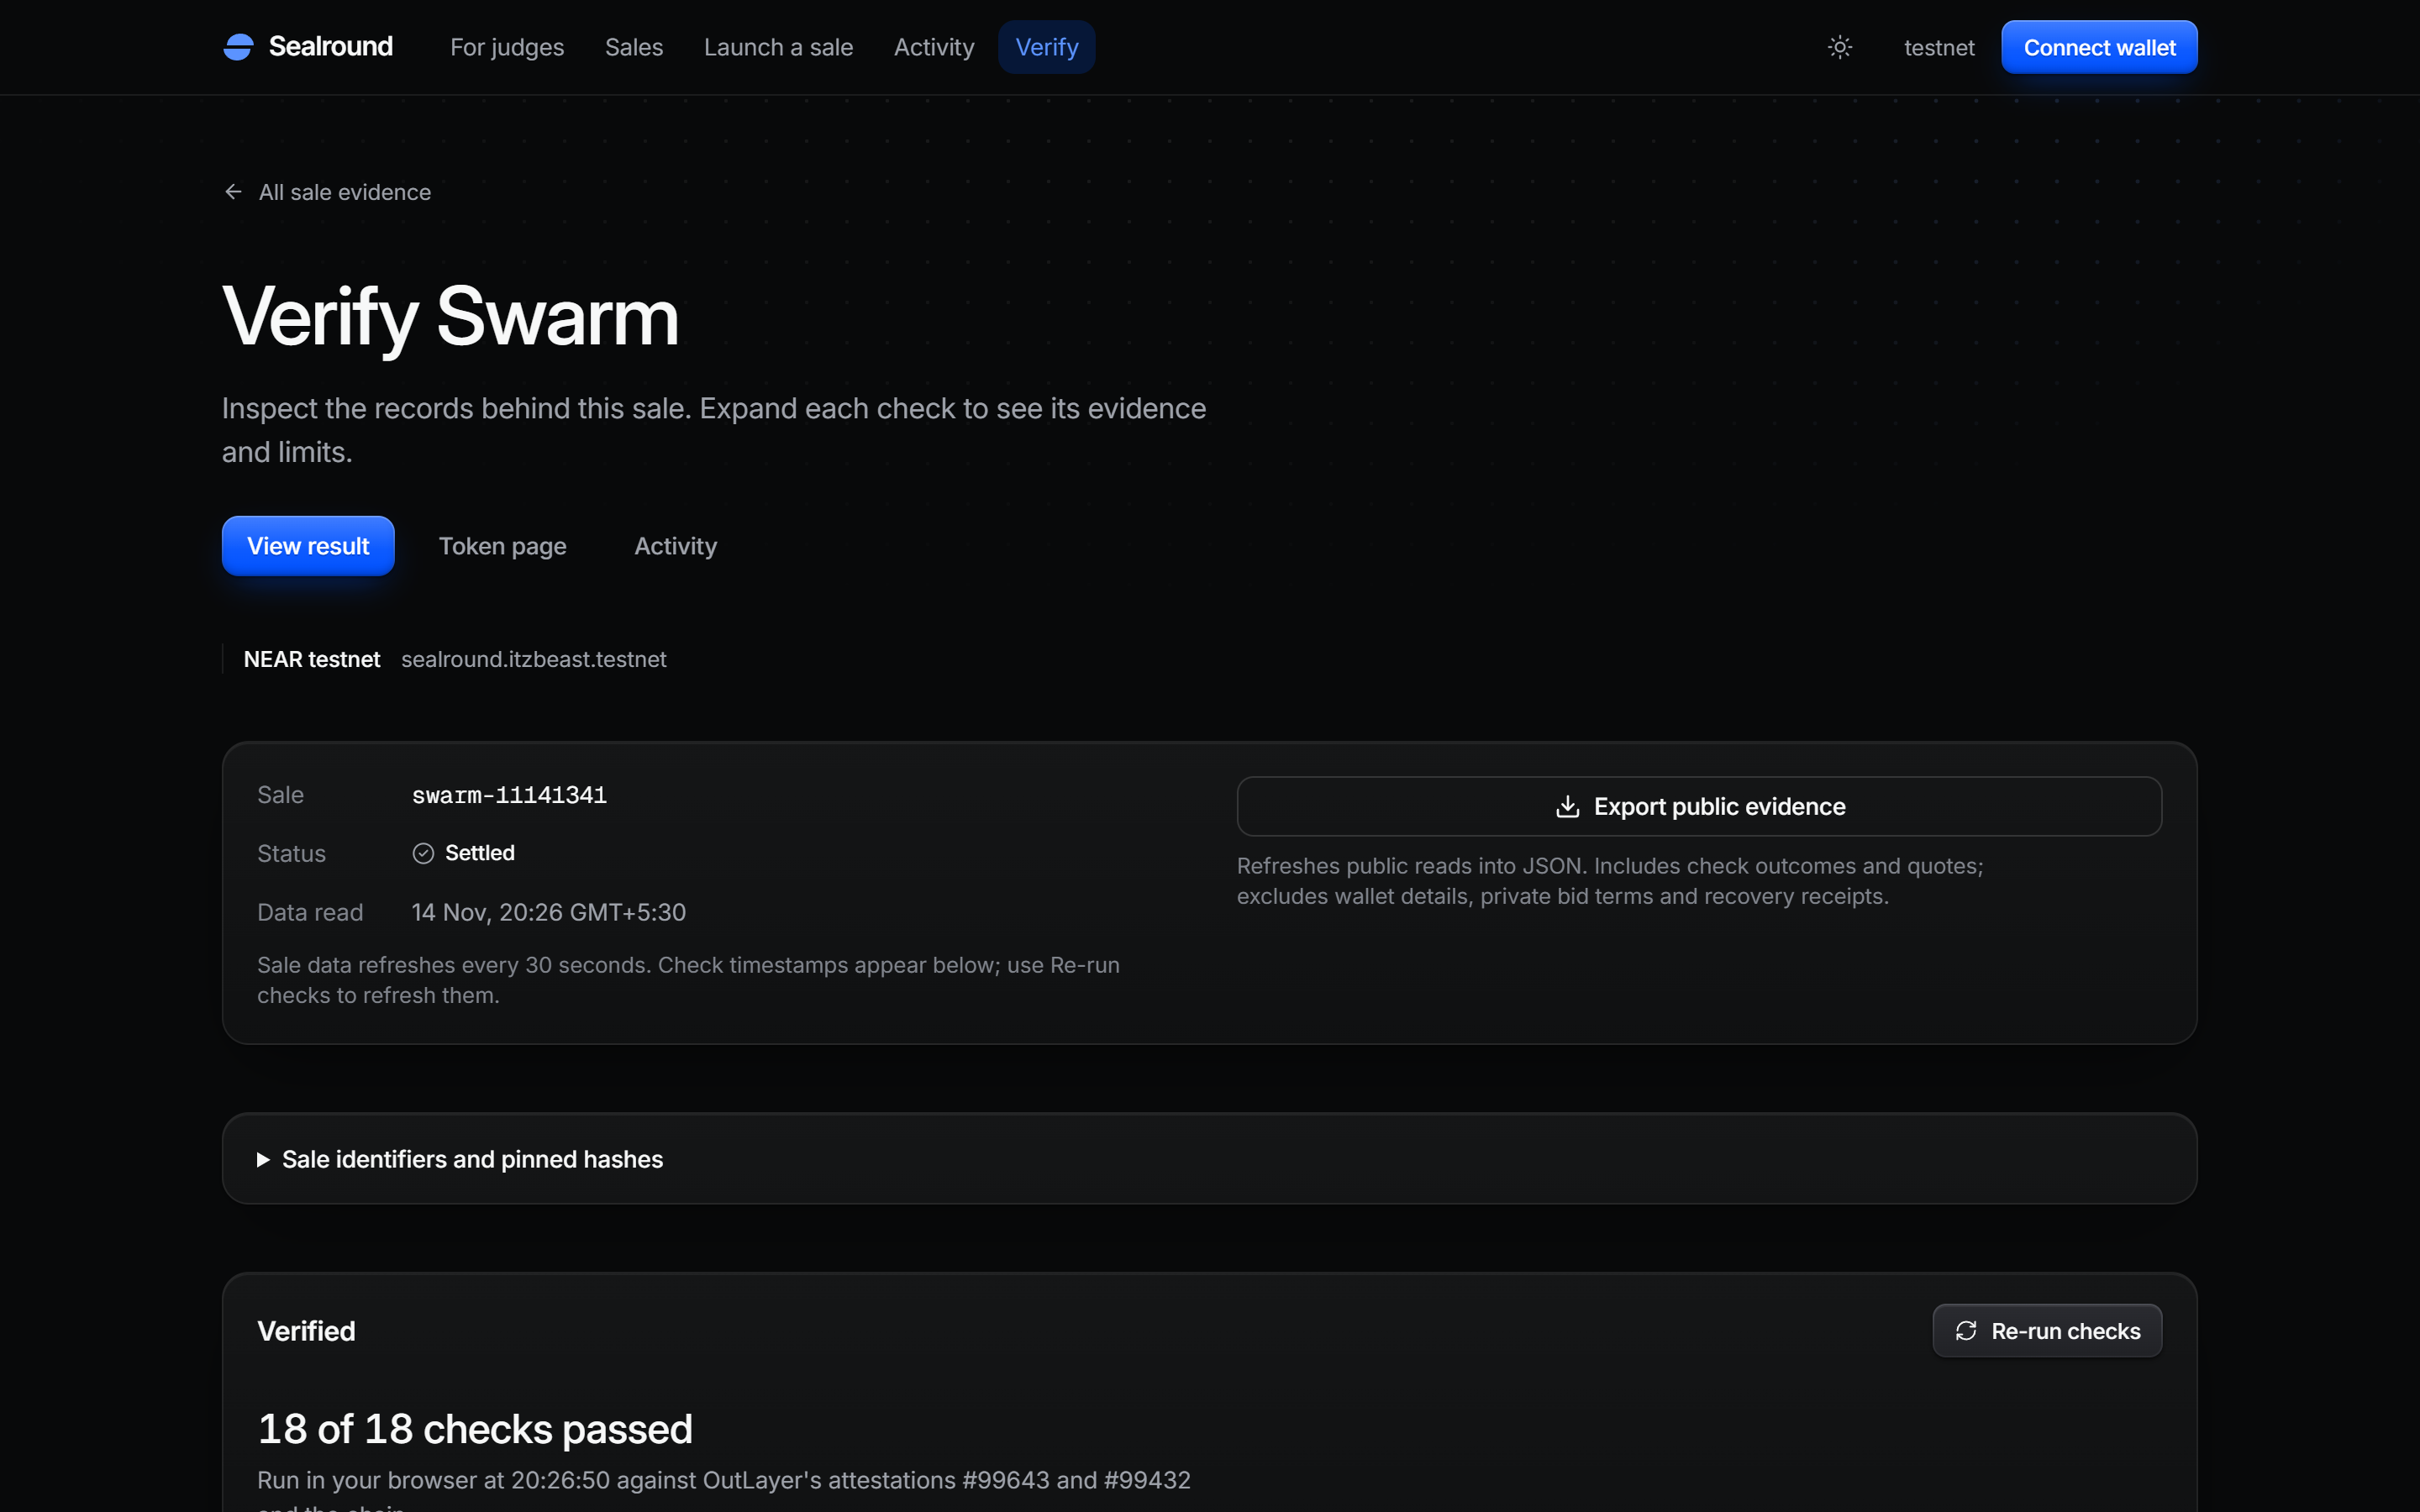 Sealround
For judges
Sales
Launch a sale
Activity
Verify
testnet
Connect wallet
All sale evidence
Verify Swarm
Inspect the records behind this sale. Expand each check to see its evidence
and limits.
View result
Token page
Activity
NEAR testnet sealround.itzbeast.testnet
Sale swarm-11141341
Status Settled
Data read 14 Nov, 20:26 GMT+5:30
Sale data refreshes every 30 seconds. Check timestamps appear below; use Re-run
checks to refresh them.
Export public evidence
Refreshes public reads into JSON. Includes check outcomes and quotes;
excludes wallet details, private bid terms and recovery receipts.
Sale identifiers and pinned hashes
Verified
Re-run checks
18 of 18 checks passed
Run in your browser at 20:26:50 against OutLayer's attestations #99643 and #99432
and the chain.